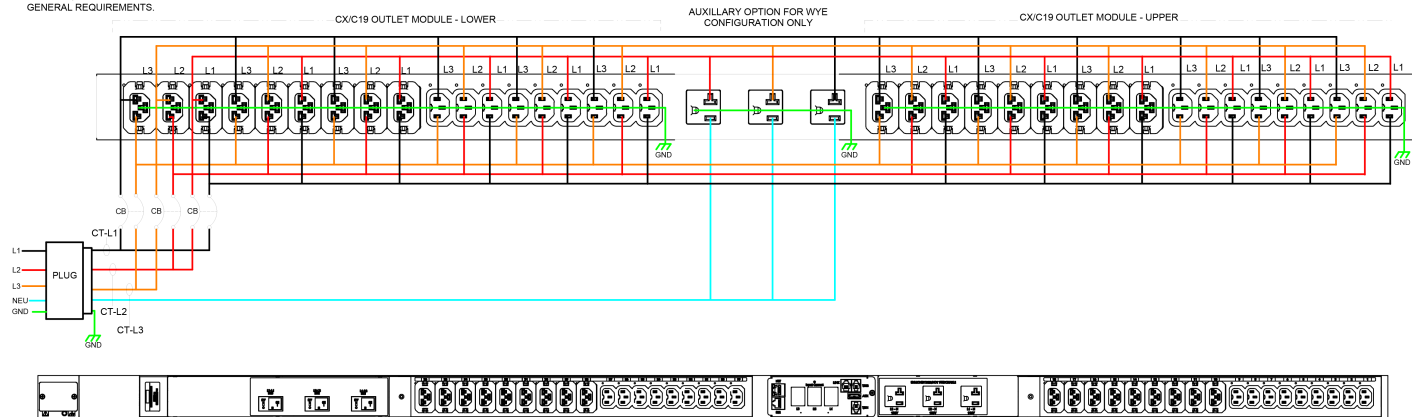 GENERAL REQUIREMENTS.
CX/C19 OUTLET MODULE - LOWER
AUXILLARY OPTION FOR WYE
CONFIGURATION ONLY
CX/C19 OUTLET MODULE - UPPER
L3 L2 L1 L3 L2 L1 L3 L2 L1 L3 L2 L1 L3 L2 L1 L3 L2 L1
L3 L2 L1 L3 L2 L1 L3 L2 L1 L3 L2 L1 L3 L2 L1 L3 L2 L1
GND
GND
GND
CB CB CB
CT-L1
L1
L2
L3
NEU
GND
PLUG
CT-L2
CT-L3
GND